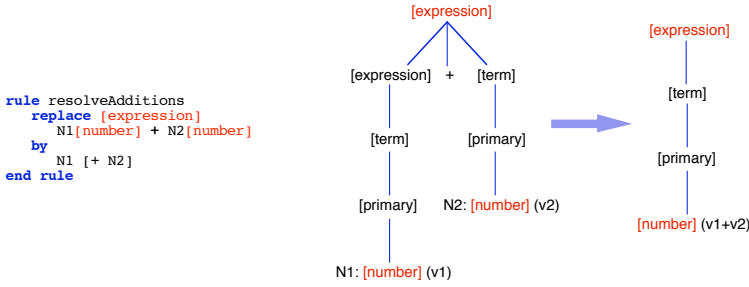 rule resolveAdditions
replace [expression]
N1[number] + N2[number]
by
N1 [+ N2]
end rule
[expression]
[expression] + [term]
[term] [primary]
[primary] N2: [number] (v2)
N1: [number] (v1)
[expression]
[term]
[primary]
[number] (v1+v2)